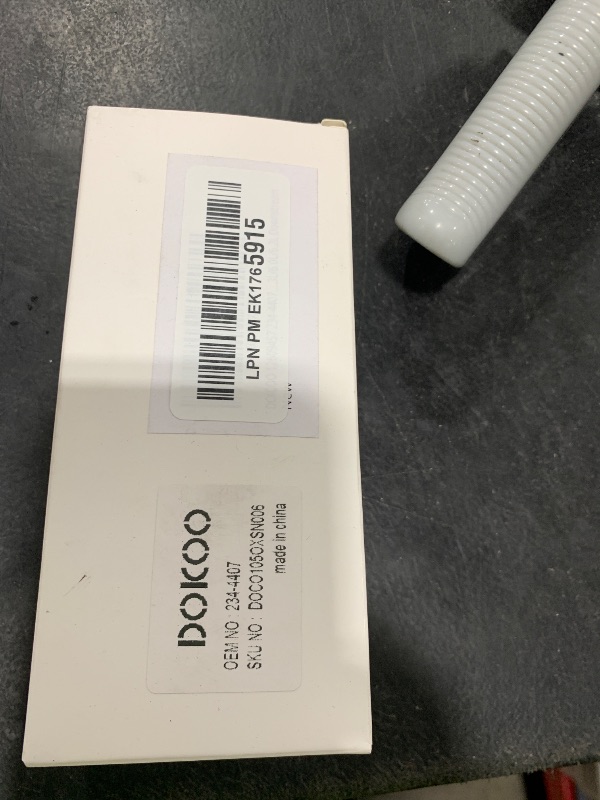 LPN PM EK1765915
New
DOKOO
OEM NO : 234-4407
SKU NO : DOCO105OXSN006
made in china